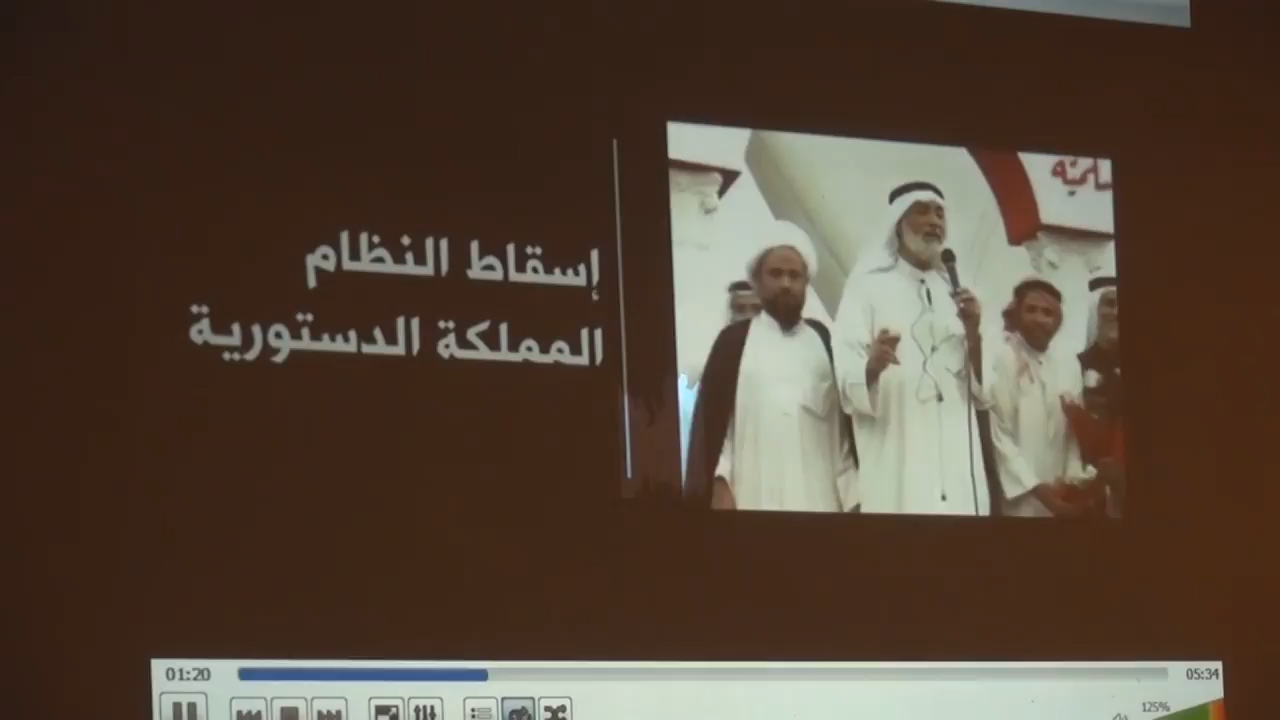 إسقاط النظام
المملكة الدستورية
01:20
05:34
125%